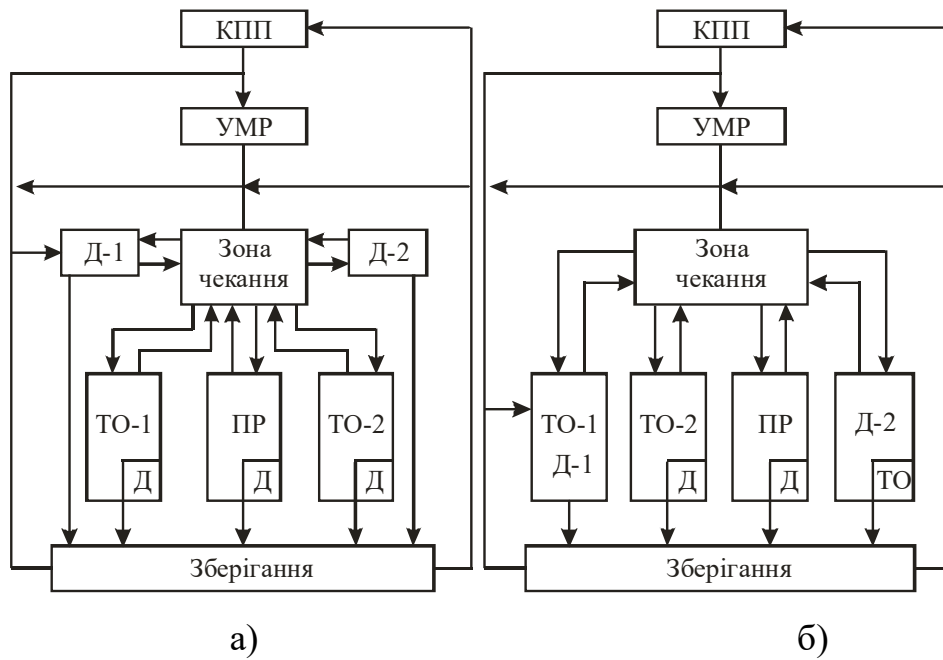 КПП
УМР
Д-1
Зона
чекання
Д-2
ТО-1
Д
ПР
Д
ТО-2
Д
Зберігання
а)
КПП
УМР
Зона
чекання
ТО-1
Д-1
ТО-2
Д
ПР
Д
Д-2
ТО
Зберігання
б)